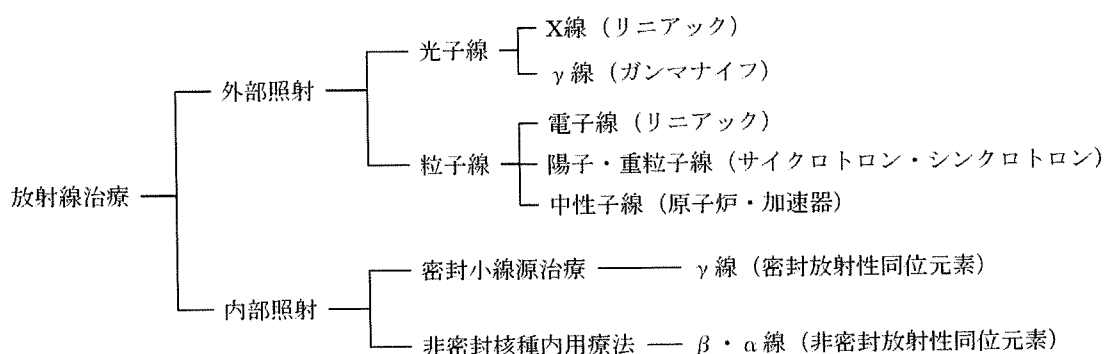 放射線治療
外部照射
光子線
X線（リニアック）
γ線（ガンマナイフ）
粒子線
電子線（リニアック）
陽子・重粒子線（サイクロトロン・シンクロトロン）
中性子線（原子炉・加速器）
内部照射
密封小線源治療
γ線（密封放射性同位元素）
非密封核種内用療法
β・α線（非密封放射性同位元素）